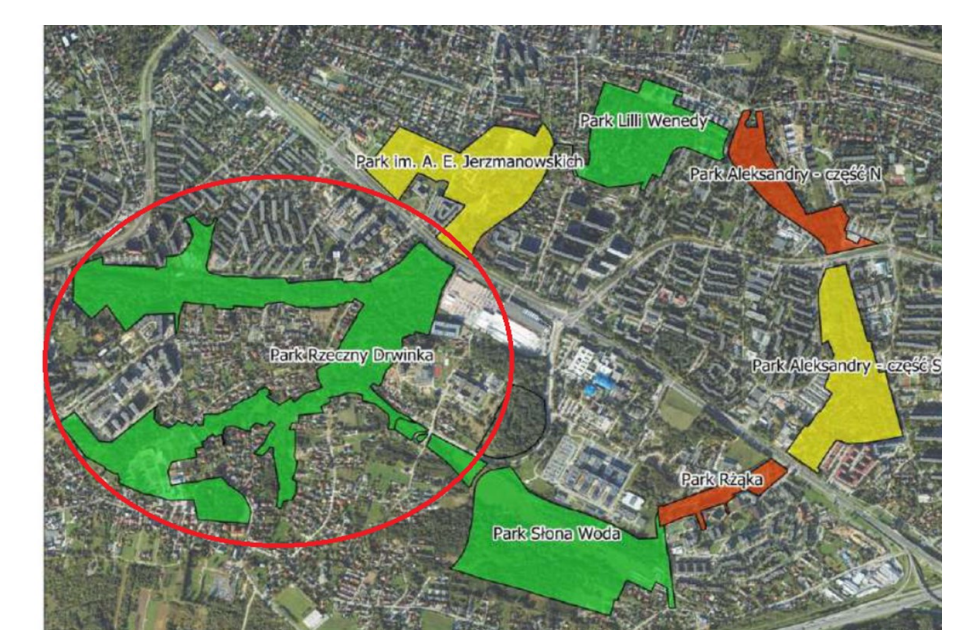 Park Lilli Wenedy
Park im. A. E. Jerzmanowskich
Park Aleksandry - część N
Park Rzeczny Drwinka
Park Aleksandry - część S
Park Rżąka
Park Słona Woda